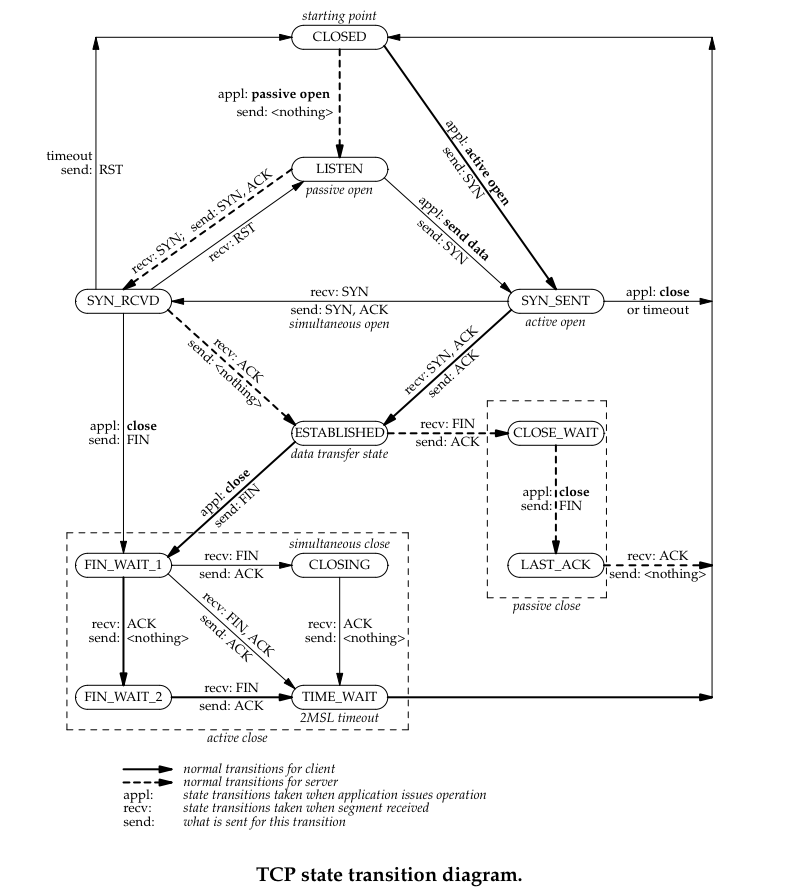 starting point
CLOSED
appl: passive open
send: <nothing>
appl: active open
send: SYN
timeout
send: RST
LISTEN
passive open
recv: SYN; send: SYN, ACK
recv: RST
appl: send data
send: SYN
SYN_RCVD
recv: SYN
send: SYN, ACK
simultaneous open
SYN_SENT
active open
appl: close
or timeout
recv: ACK
send: <nothing>
recv: SYN, ACK
send: ACK
appl: close
send: FIN
ESTABLISHED
data transfer state
recv: FIN
send: ACK
CLOSE_WAIT
appl: close
send: FIN
appl: close
send: FIN
LAST_ACK
recv: ACK
send: <nothing>
passive close
FIN_WAIT_1
recv: FIN
send: ACK
simultaneous close
CLOSING
recv: ACK
send: <nothing>
recv: FIN, ACK
send: ACK
recv: ACK
send: <nothing>
FIN_WAIT_2
recv: FIN
send: ACK
TIME_WAIT
2MSL timeout
active close
normal transitions for client
normal transitions for server
appl: state transitions taken when application issues operation
recv: state transitions taken when segment received
send: what is sent for this transition
TCP state transition diagram.